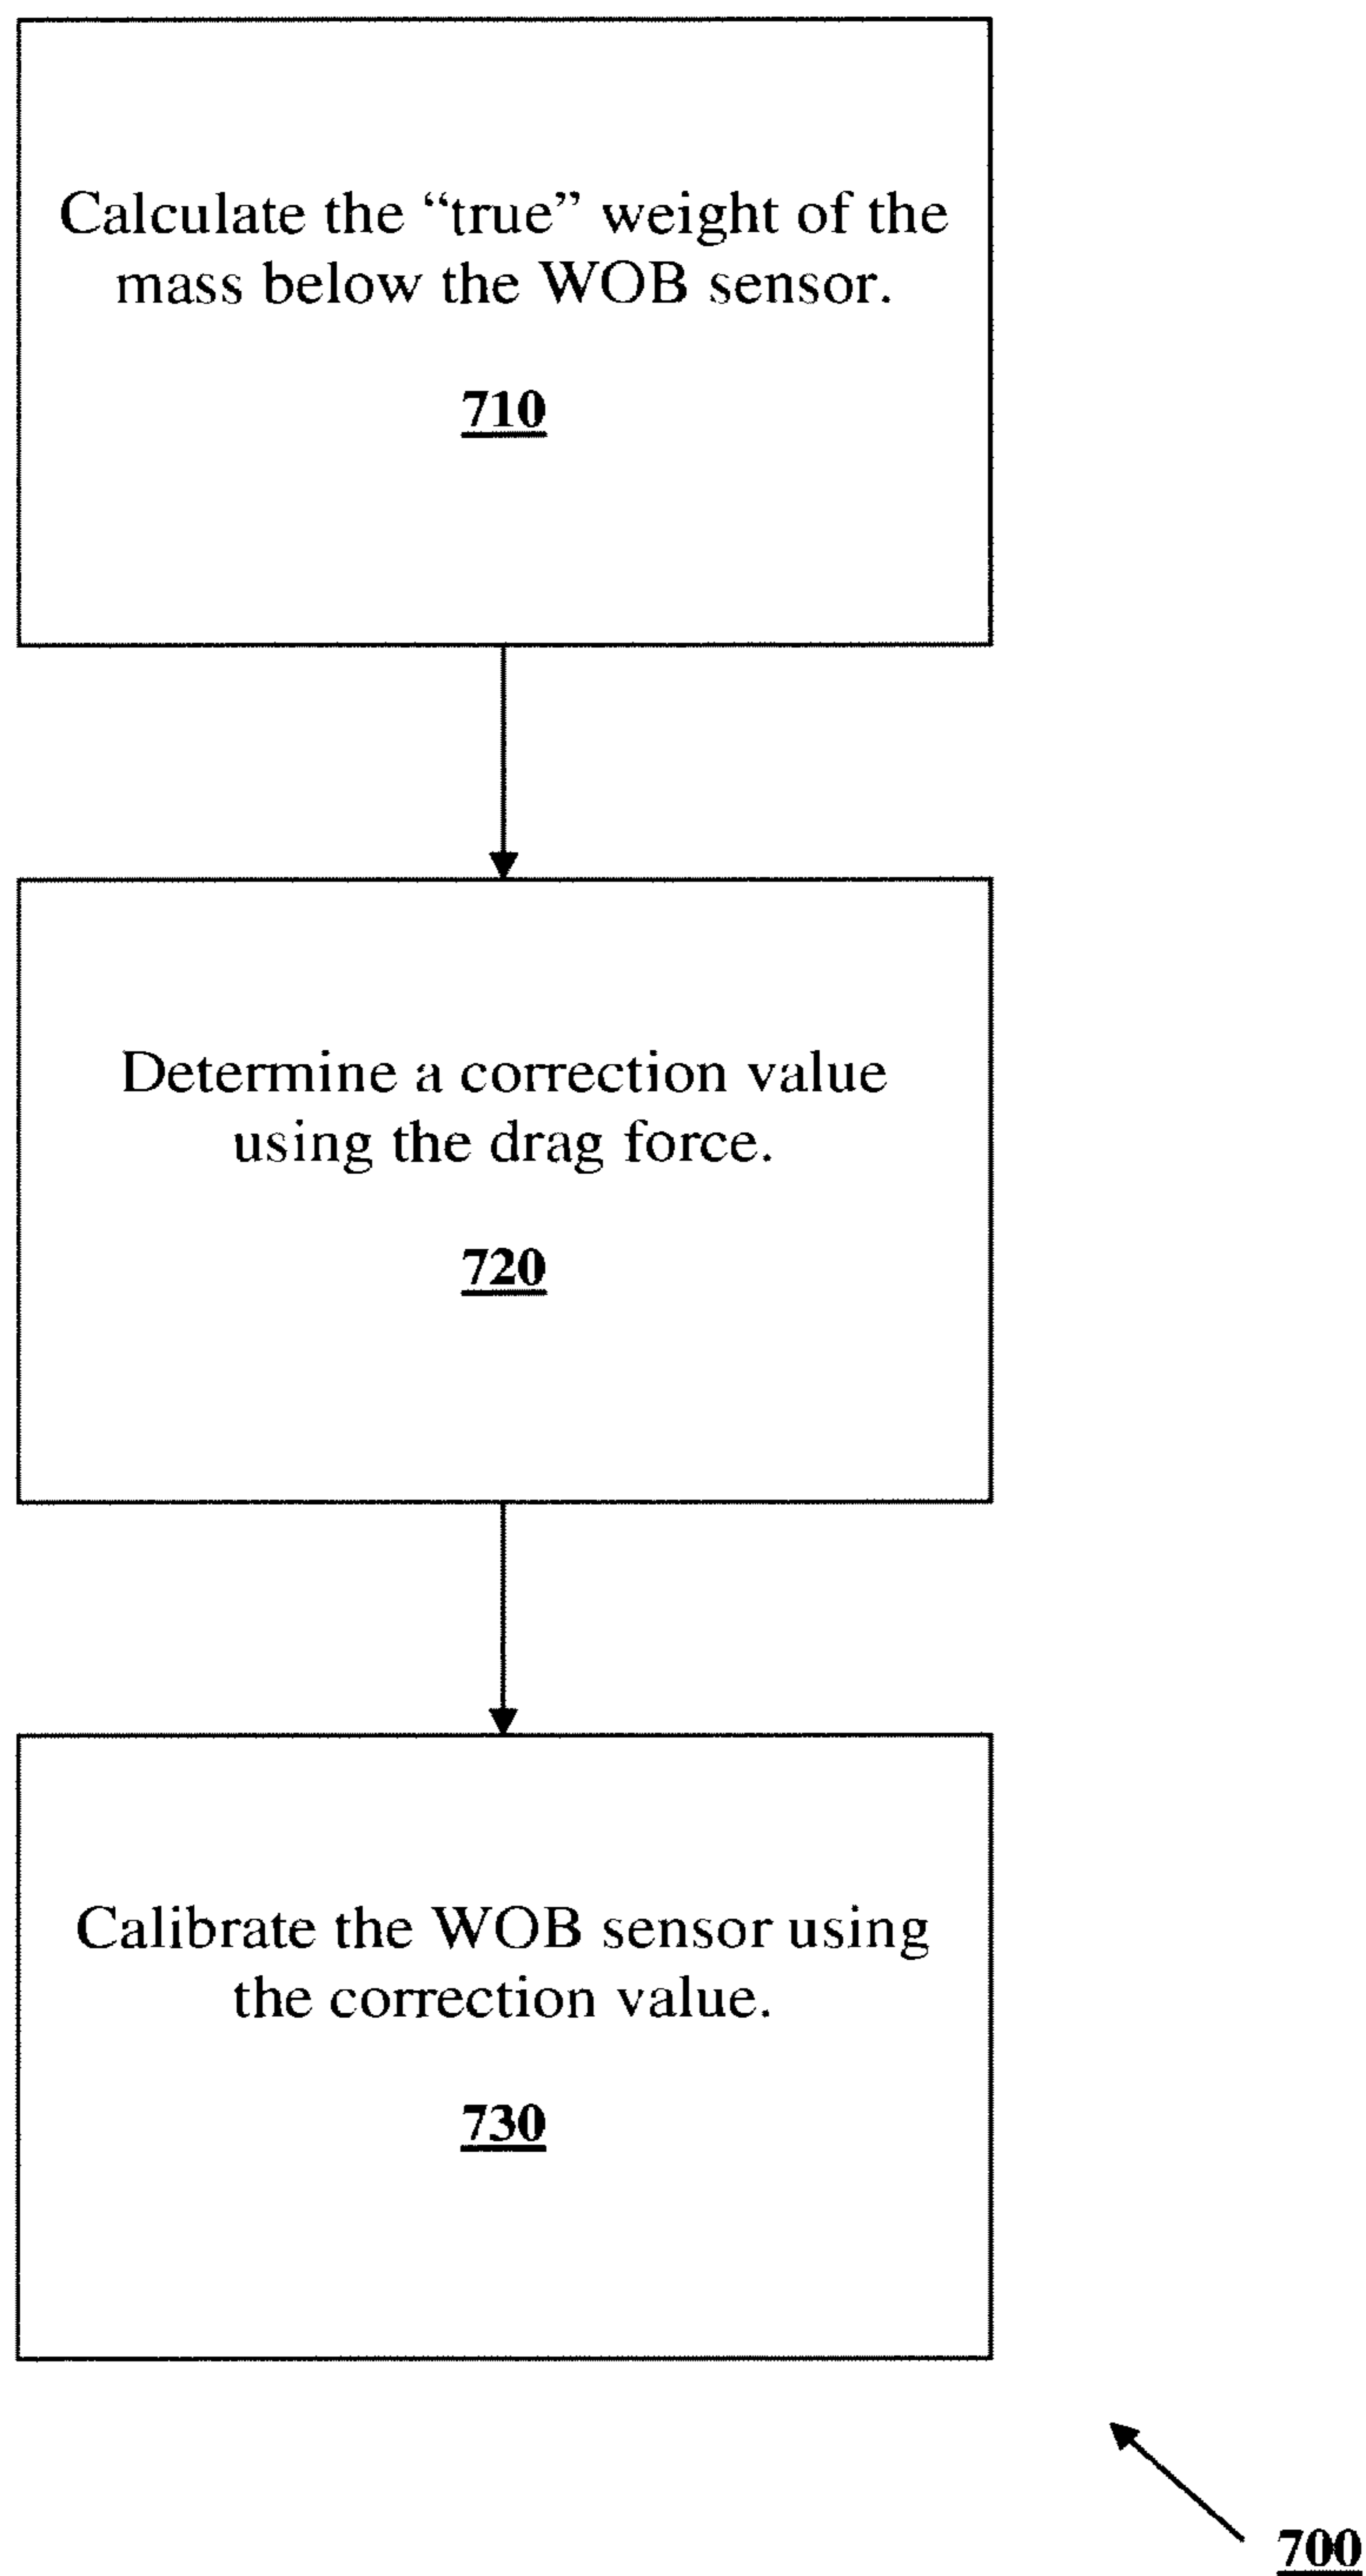 Calculate the “true” weight of the
mass below the WOB sensor.
710
Determine a correction value
using the drag force.
720
Calibrate the WOB sensor using
the correction value.
730
700